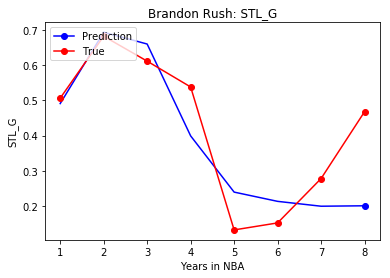 Brandon Rush: STL_G
Prediction
True
STL_G
0.7
0.6
0.5
0.4
0.3
0.2
1 2 3 4 5 6 7 8
Years in NBA